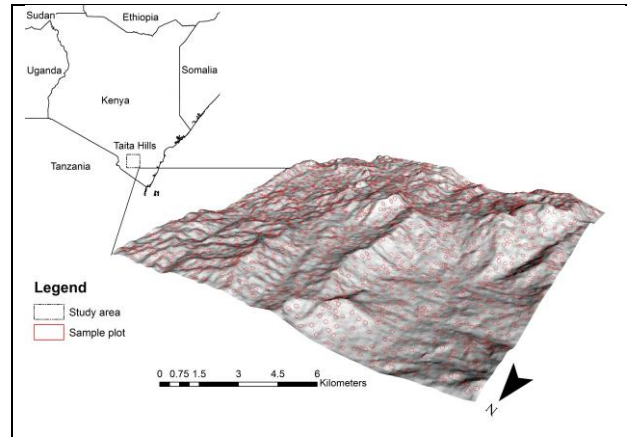 Sudan
Ethiopia
Uganda
Somalia
Kenya
Taita Hills
Tanzania
Legend
Study area
Sample plot
0 0.75 1.5 3 4.5 6
Kilometers
N